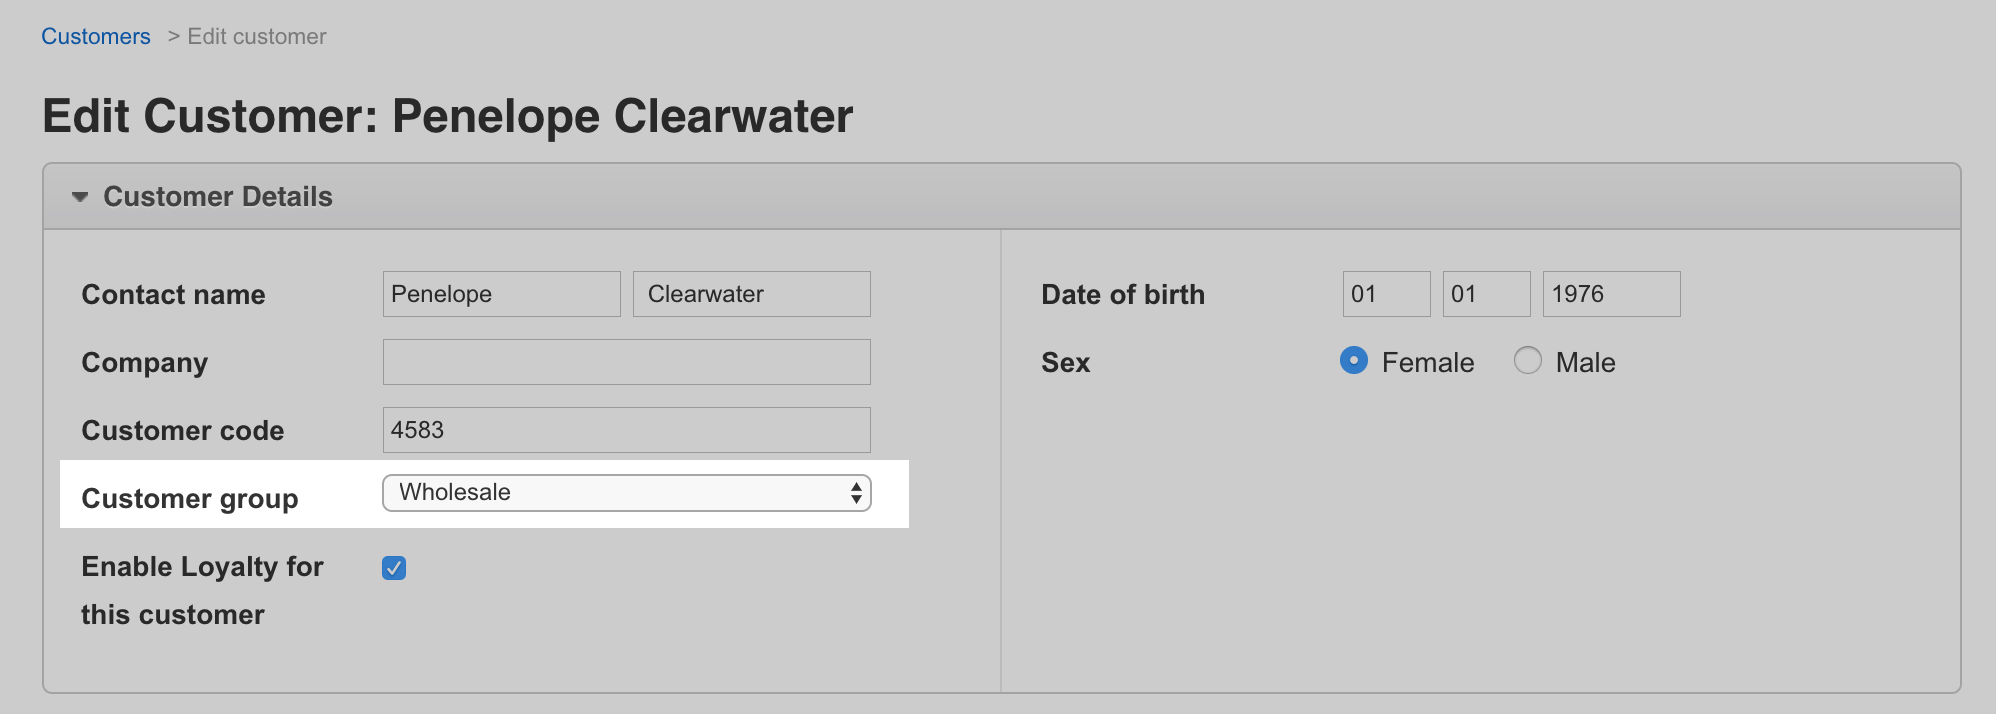 Customers > Edit customer
Edit Customer: Penelope Clearwater
Customer Details
Contact name Penelope Clearwater
Company
Customer code 4583
Customer group Wholesale
Enable Loyalty for
this customer
Date of birth 01 01 1976
Sex Female Male